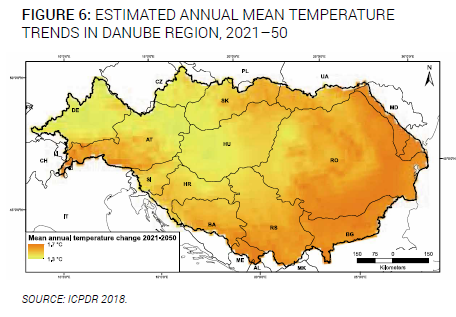 FIGURE 6: ESTIMATED ANNUAL MEAN TEMPERATURE
TRENDS IN DANUBE REGION, 2021–50
PL
UA
CZ
N
SK
DE
MD
AT
HU
CH
RO
SI
HR
IT
BA
RS
BG
Mean annual temperature change 2021-2050
ME
AL
MK
150
75
0
150
Kilometers
SOURCE: ICPDR 2018.